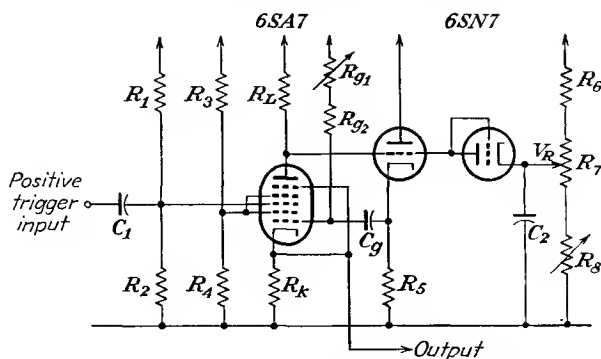 6SA7
6SN7
R1
R3
RL
Rg1
Rg2
R6
VR
R7
Positive
trigger
input
C1
Cg
C2
R2
R4
Rk
R5
R8
Output